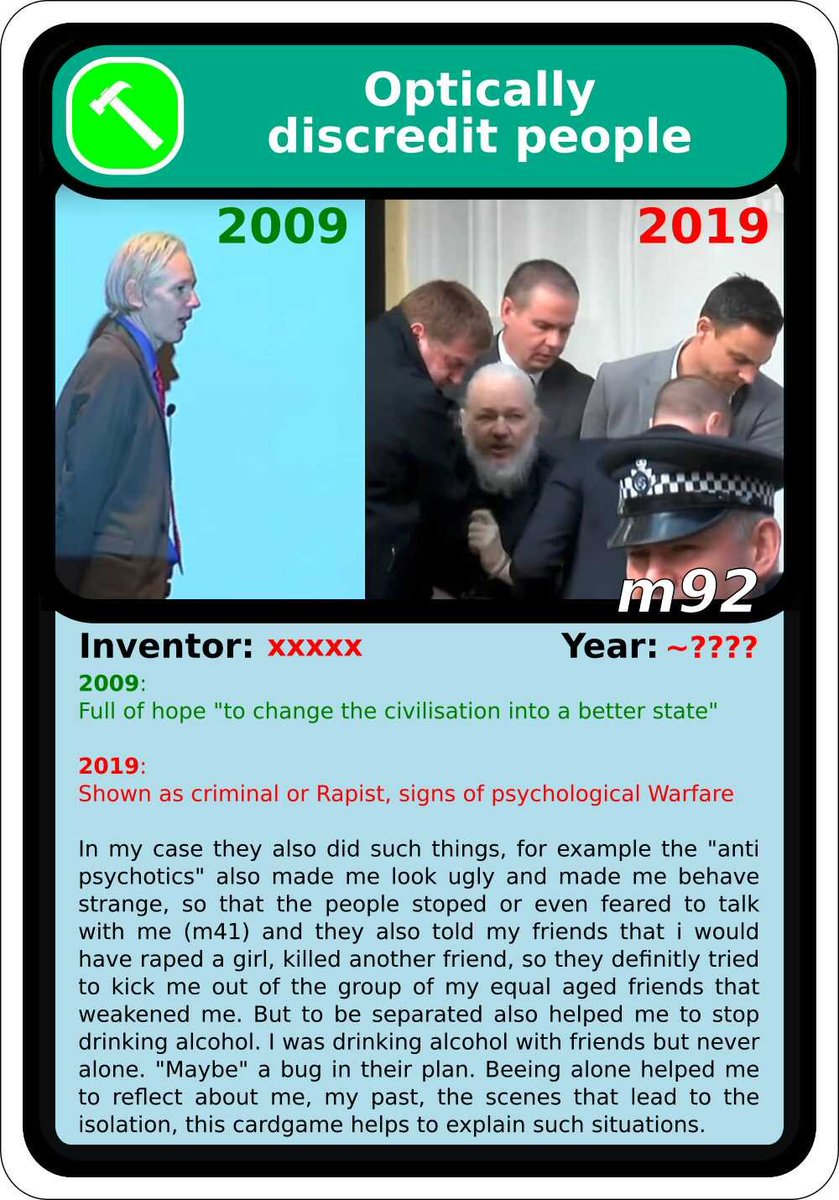 Optically
discredit people
2009
2019
m92
Inventor: xxxxx
Year: ~????
2009:
Full of hope "to change the civilisation into a better state"
2019:
Shown as criminal or Rapist, signs of psychological Warfare
In my case they also did such things, for example the "anti
psychotics" also made me look ugly and made me behave
strange, so that the people stoped or even feared to talk
with me (m41) and they also told my friends that i would
have raped a girl, killed another friend, so they definitly tried
to kick me out of the group of my equal aged friends that
weakened me. But to be separated also helped me to stop
drinking alcohol. I was drinking alcohol with friends but never
alone. "Maybe" a bug in their plan. Beeing alone helped me
to reflect about me, my past, the scenes that lead to the
isolation, this cardgame helps to explain such situations.